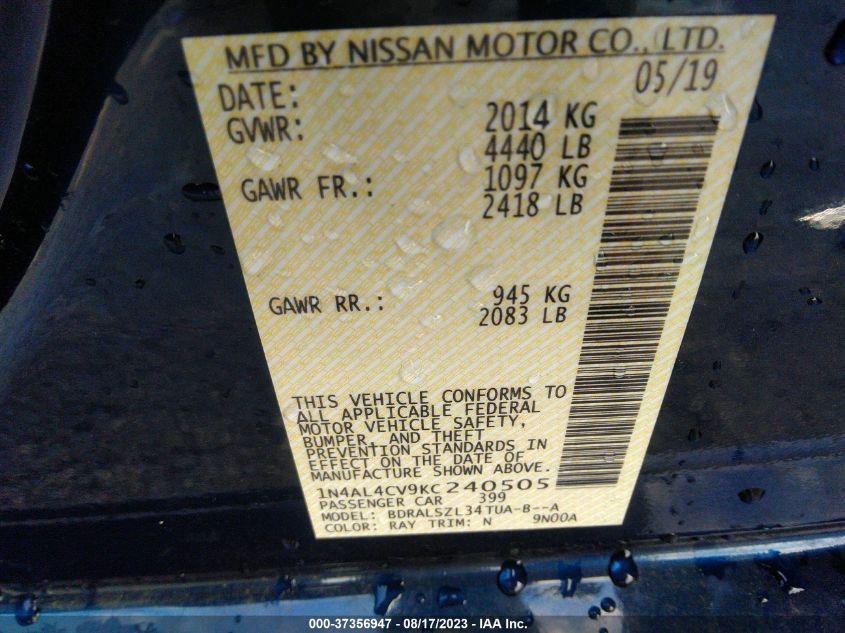 MFD BY NISSAN MOTOR CO., LTD.
DATE: 05/19
GVWR: 2014 KG
4440 LB
GAWR FR.: 1097 KG
2418 LB
GAWR RR.: 945 KG
2083 LB
THIS VEHICLE CONFORMS TO
ALL APPLICABLE FEDERAL
MOTOR VEHICLE SAFETY,
BUMPER, AND THEFT
PREVENTION STANDARDS IN
EFFECT ON THE DATE OF
MANUFACTURE SHOWN ABOVE.
1N4AL4CV9KC240505
PASSENGER CAR 399
MODEL: BDRALSZL34TUA-B--A
COLOR: RAY TRIM: N 9N00A
000-37356947 - 08/17/2023 - IAA Inc.